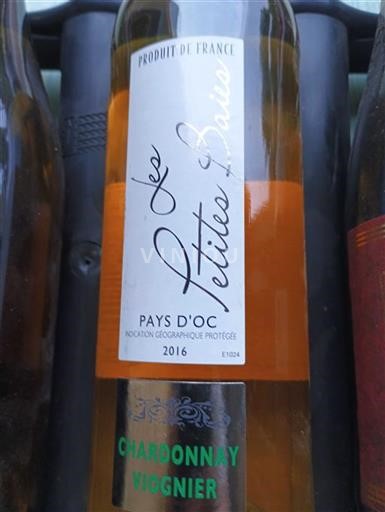 PRODUIT DE FRANCE
Les
Petites Baies
PAYS D'OC
INDICATION GÉOGRAPHIQUE PROTÉGÉE
2016
E1024
CHARDONNAY
VIOGNIER